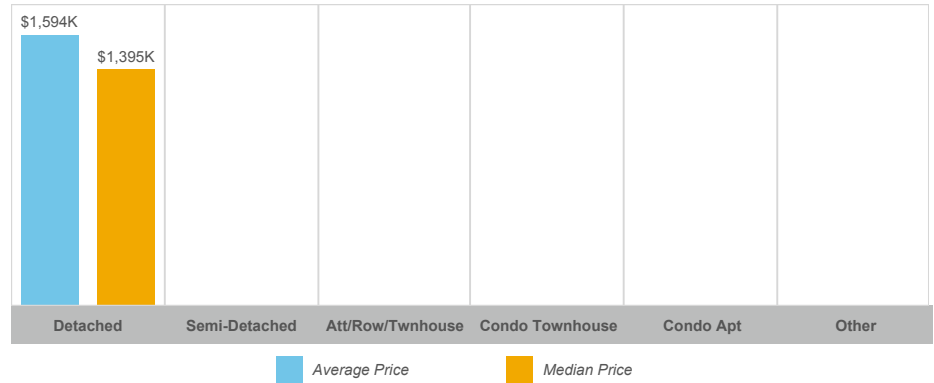 $1,594K
$1,395K
Detached Semi-Detached Att/Row/Twnhouse Condo Townhouse Condo Apt Other
Average Price Median Price